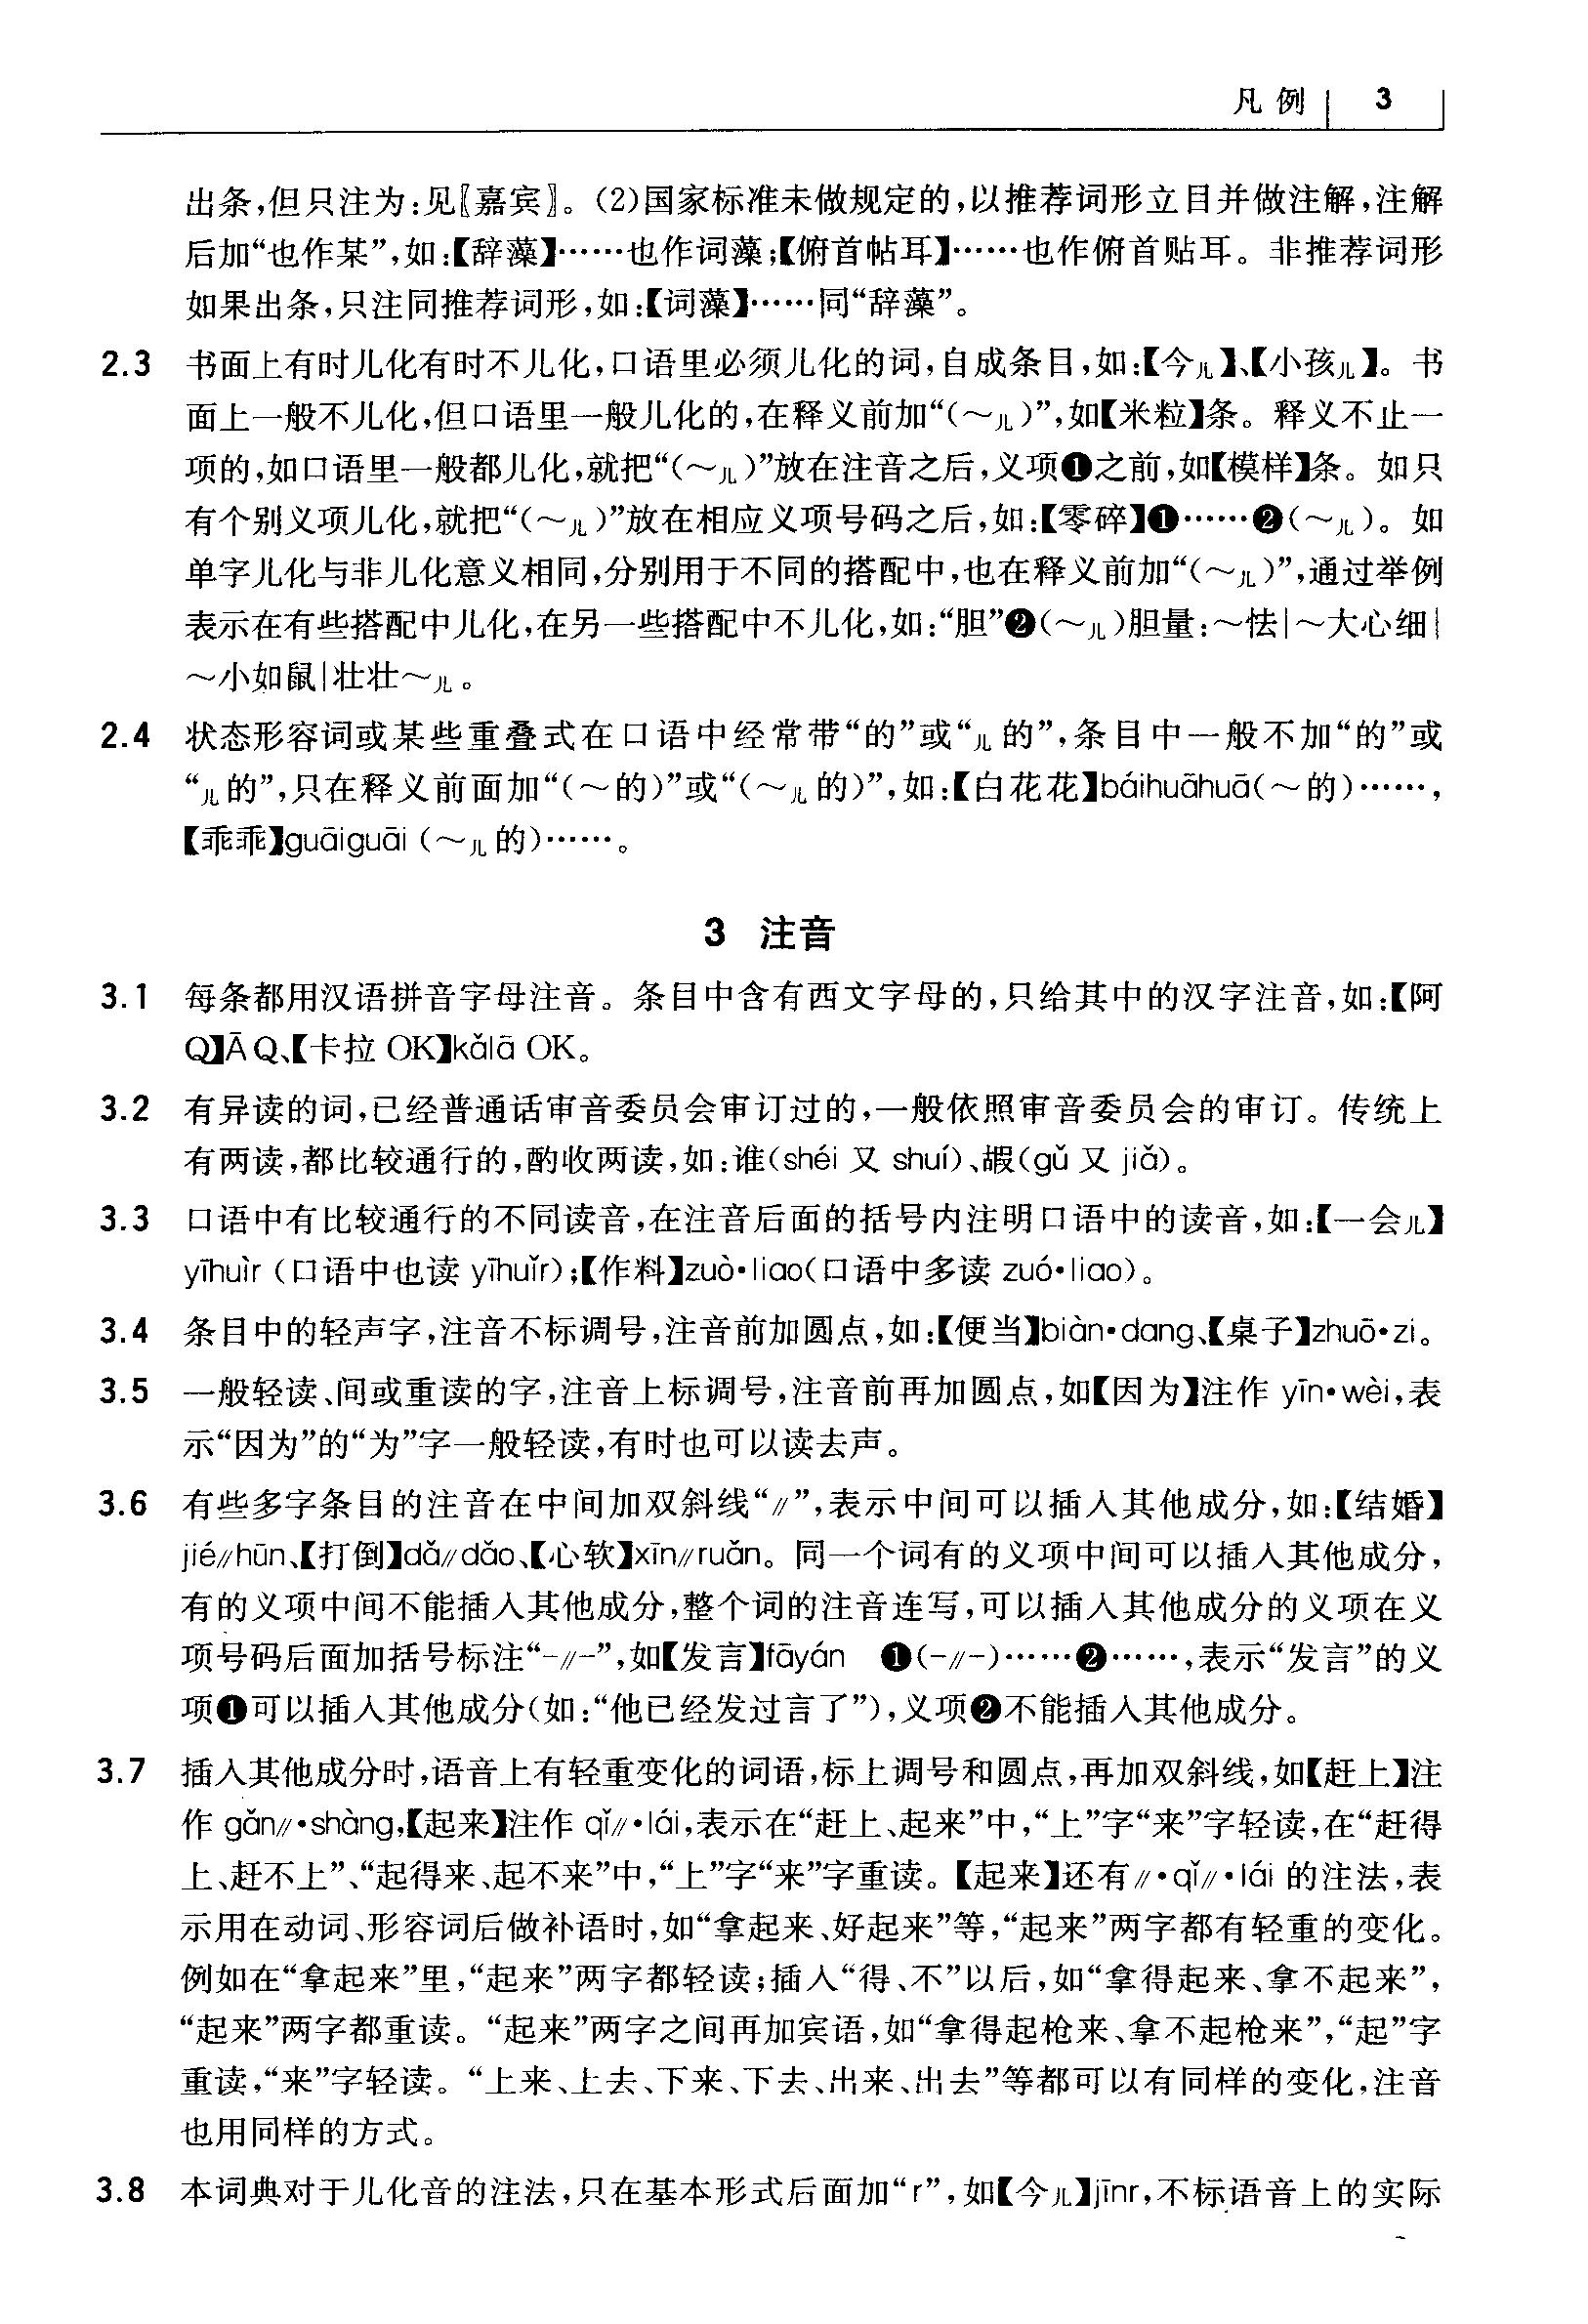 凡例 3
出条,但只注为:见〖嘉宾〗。(2)国家标准未做规定的,以推荐词形立目并做注解,注解
后加“也作某”,如:【辞藻】……也作词藻;【俯首帖耳】……也作俯首贴耳。非推荐词形
如果出条,只注同推荐词形,如:【词藻】……同“辞藻”。
2.3 书面上有时儿化有时不儿化,口语里必须儿化的词,自成条目,如:【今儿】、【小孩儿】。书
面上一般不儿化,但口语里一般儿化的,在释义前加“(～儿)”,如【米粒】条。释义不止一
项的,如口语里一般都儿化,就把“(～儿)”放在注音之后,义项❶之前,如【模样】条。如只
有个别义项儿化,就把“(～儿)”放在相应义项号码之后,如:【零碎】❶……❷(～儿)。如
单字儿化与非儿化意义相同,分别用于不同的搭配中,也在释义前加“(～儿)”,通过举例
表示在有些搭配中儿化,在另一些搭配中不儿化,如:“胆”❷(～儿)胆量:～怯|～大心细|
～小如鼠|壮壮～儿。
2.4 状态形容词或某些重叠式在口语中经常带“的”或“儿的”,条目中一般不加“的”或
“儿的”,只在释义前面加“(～的)”或“(～儿的)”,如:【白花花】báihuāhuā(～的)……,
【乖乖】guāiguāi (～儿的)……。
3 注音
3.1 每条都用汉语拼音字母注音。条目中含有西文字母的,只给其中的汉字注音,如:【阿
Q】Ā Q、【卡拉 OK】kǎlā OK。
3.2 有异读的词,已经普通话审音委员会审订过的,一般依照审音委员会的审订。传统上
有两读,都比较通行的,酌收两读,如:谁(shéi 又 shuí)、嘏(gǔ 又 jiǎ)。
3.3 口语中有比较通行的不同读音,在注音后面的括号内注明口语中的读音,如:【一会儿】
yīhuìr (口语中也读 yīhuǐr);【作料】zuò•liao(口语中多读 zuó•liao)。
3.4 条目中的轻声字,注音不标调号,注音前加圆点,如:【便当】biàn•dang、【桌子】zhuō•zi。
3.5 一般轻读、间或重读的字,注音上标调号,注音前再加圆点,如【因为】注作 yīn•wèi,表
示“因为”的“为”字一般轻读,有时也可以读去声。
3.6 有些多字条目的注音在中间加双斜线“∥”,表示中间可以插入其他成分,如:【结婚】
jié∥hūn、【打倒】dǎ∥dǎo、【心软】xīn∥ruǎn。同一个词有的义项中间可以插入其他成分,
有的义项中间不能插入其他成分,整个词的注音连写,可以插入其他成分的义项在义
项号码后面加括号标注“-∥-”,如【发言】fāyán ❶(-∥-)……❷……,表示“发言”的义
项❶可以插入其他成分(如:“他已经发过言了”),义项❷不能插入其他成分。
3.7 插入其他成分时,语音上有轻重变化的词语,标上调号和圆点,再加双斜线,如【赶上】注
作 gǎn∥•shàng,【起来】注作 qǐ∥•lái,表示在“赶上、起来”中,“上”字“来”字轻读,在“赶得
上、赶不上”、“起得来、起不来”中,“上”字“来”字重读。【起来】还有∥•qǐ∥•lái 的注法,表
示用在动词、形容词后做补语时,如“拿起来、好起来”等,“起来”两字都有轻重的变化。
例如在“拿起来”里,“起来”两字都轻读;插入“得、不”以后,如“拿得起来、拿不起来”,
“起来”两字都重读。“起来”两字之间再加宾语,如“拿得起枪来、拿不起枪来”,“起”字
重读,“来”字轻读。“上来、上去、下来、下去、出来、出去”等都可以有同样的变化,注音
也用同样的方式。
3.8 本词典对于儿化音的注法,只在基本形式后面加“r”,如【今儿】jīnr,不标语音上的实际